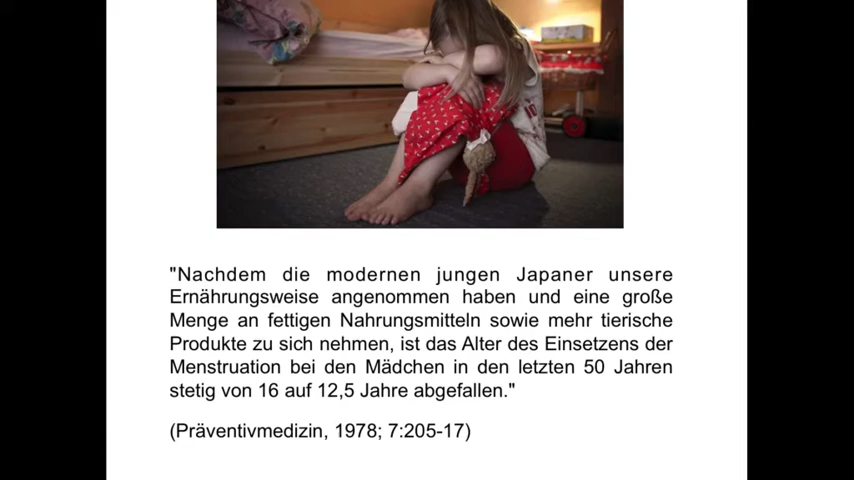 "Nachdem die modernen jungen Japaner unsere
Ernährungsweise angenommen haben und eine große
Menge an fettigen Nahrungsmitteln sowie mehr tierische
Produkte zu sich nehmen, ist das Alter des Einsetzens der
Menstruation bei den Mädchen in den letzten 50 Jahren
stetig von 16 auf 12,5 Jahre abgefallen."
(Präventivmedizin, 1978; 7:205-17)